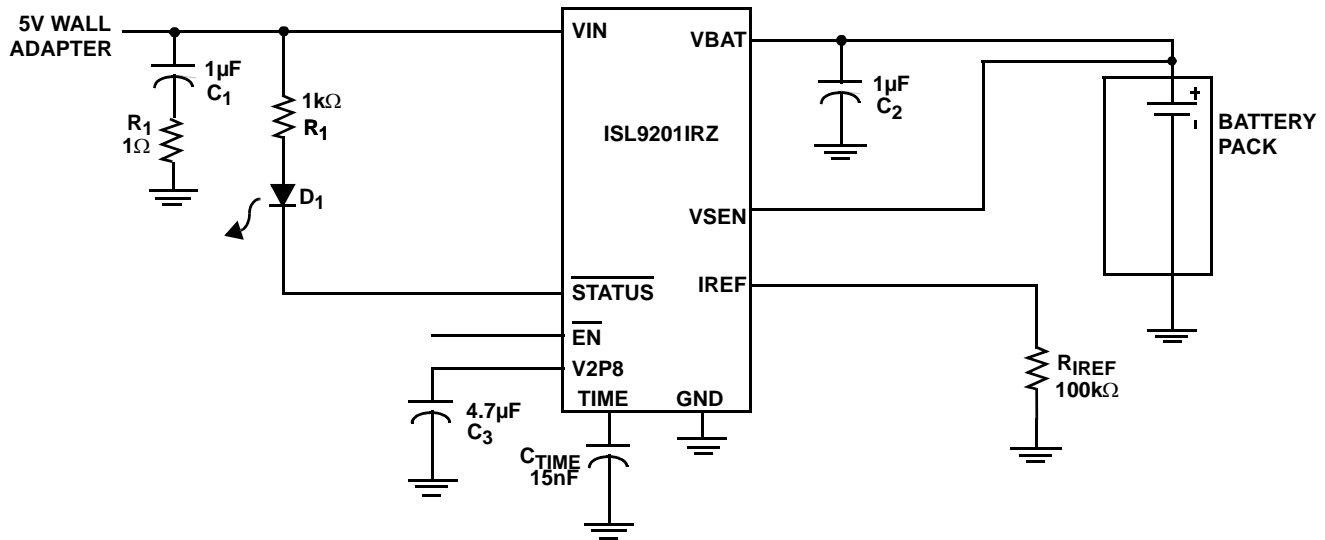 5V WALL
ADAPTER
1µF
C1
R1
1Ω
1kΩ
R1
D1
VIN
VBAT
ISL9201IRZ
VSEN
STATUS
IREF
EN
V2P8
TIME
GND
1µF
C2
+
-
BATTERY
PACK
RIREF
100kΩ
4.7µF
C3
CTIME
15nF